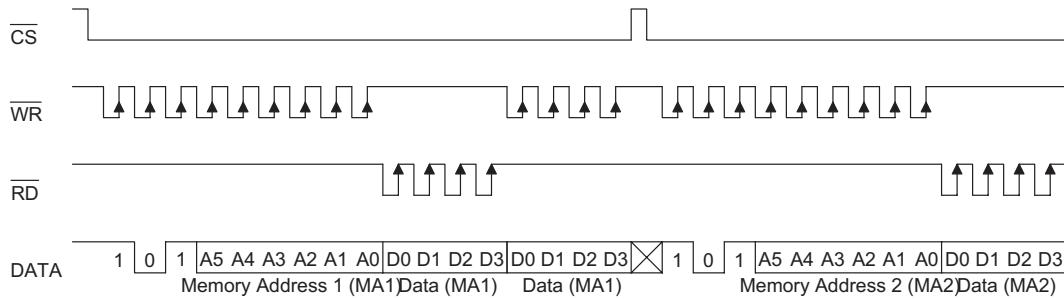 CS
WR
RD
DATA 1 0 1 A5 A4 A3 A2 A1 A0 D0 D1 D2 D3 D0 D1 D2 D3 1 0 1 A5 A4 A3 A2 A1 A0 D0 D1 D2 D3
Memory Address 1 (MA1) Data (MA1) Data (MA1) Memory Address 2 (MA2) Data (MA2)